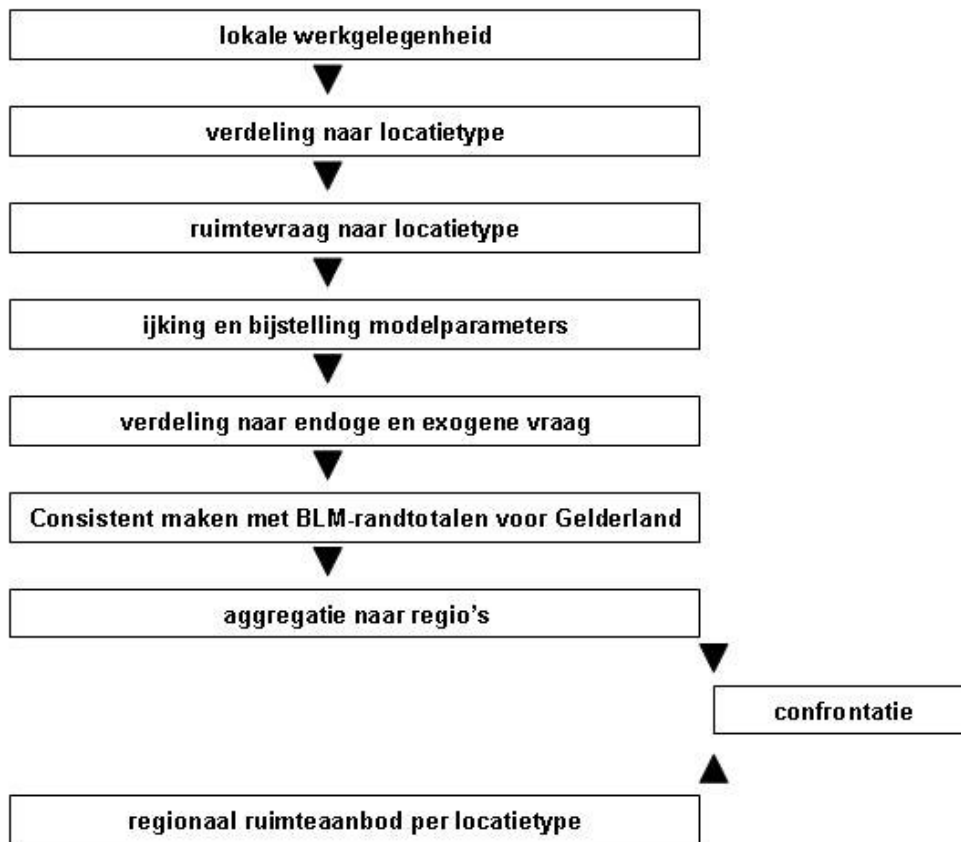 lokale werkgelegenheid
verdeling naar locatietype
ruimtevraag naar locatietype
ijking en bijstelling modelparameters
verdeling naar endoge en exogene vraag
Consistent maken met BLM-randtotalen voor Gelderland
aggregatie naar regio's
confrontatie
regionaal ruimteaanbod per locatietype